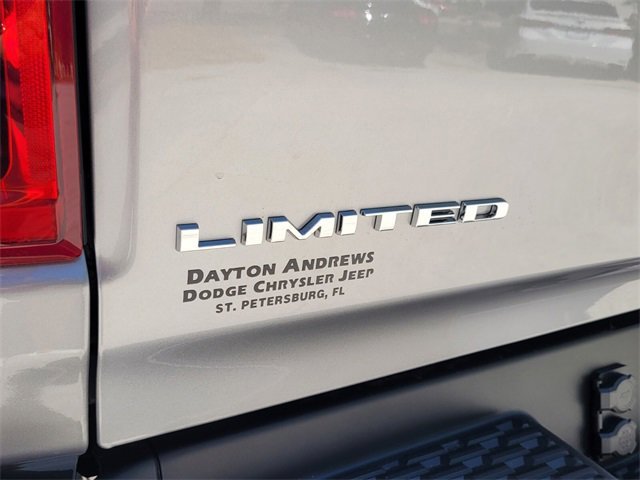 LIMITED
DAYTON ANDREWS
DODGE CHRYSLER JEEP
ST. PETERSBURG, FL